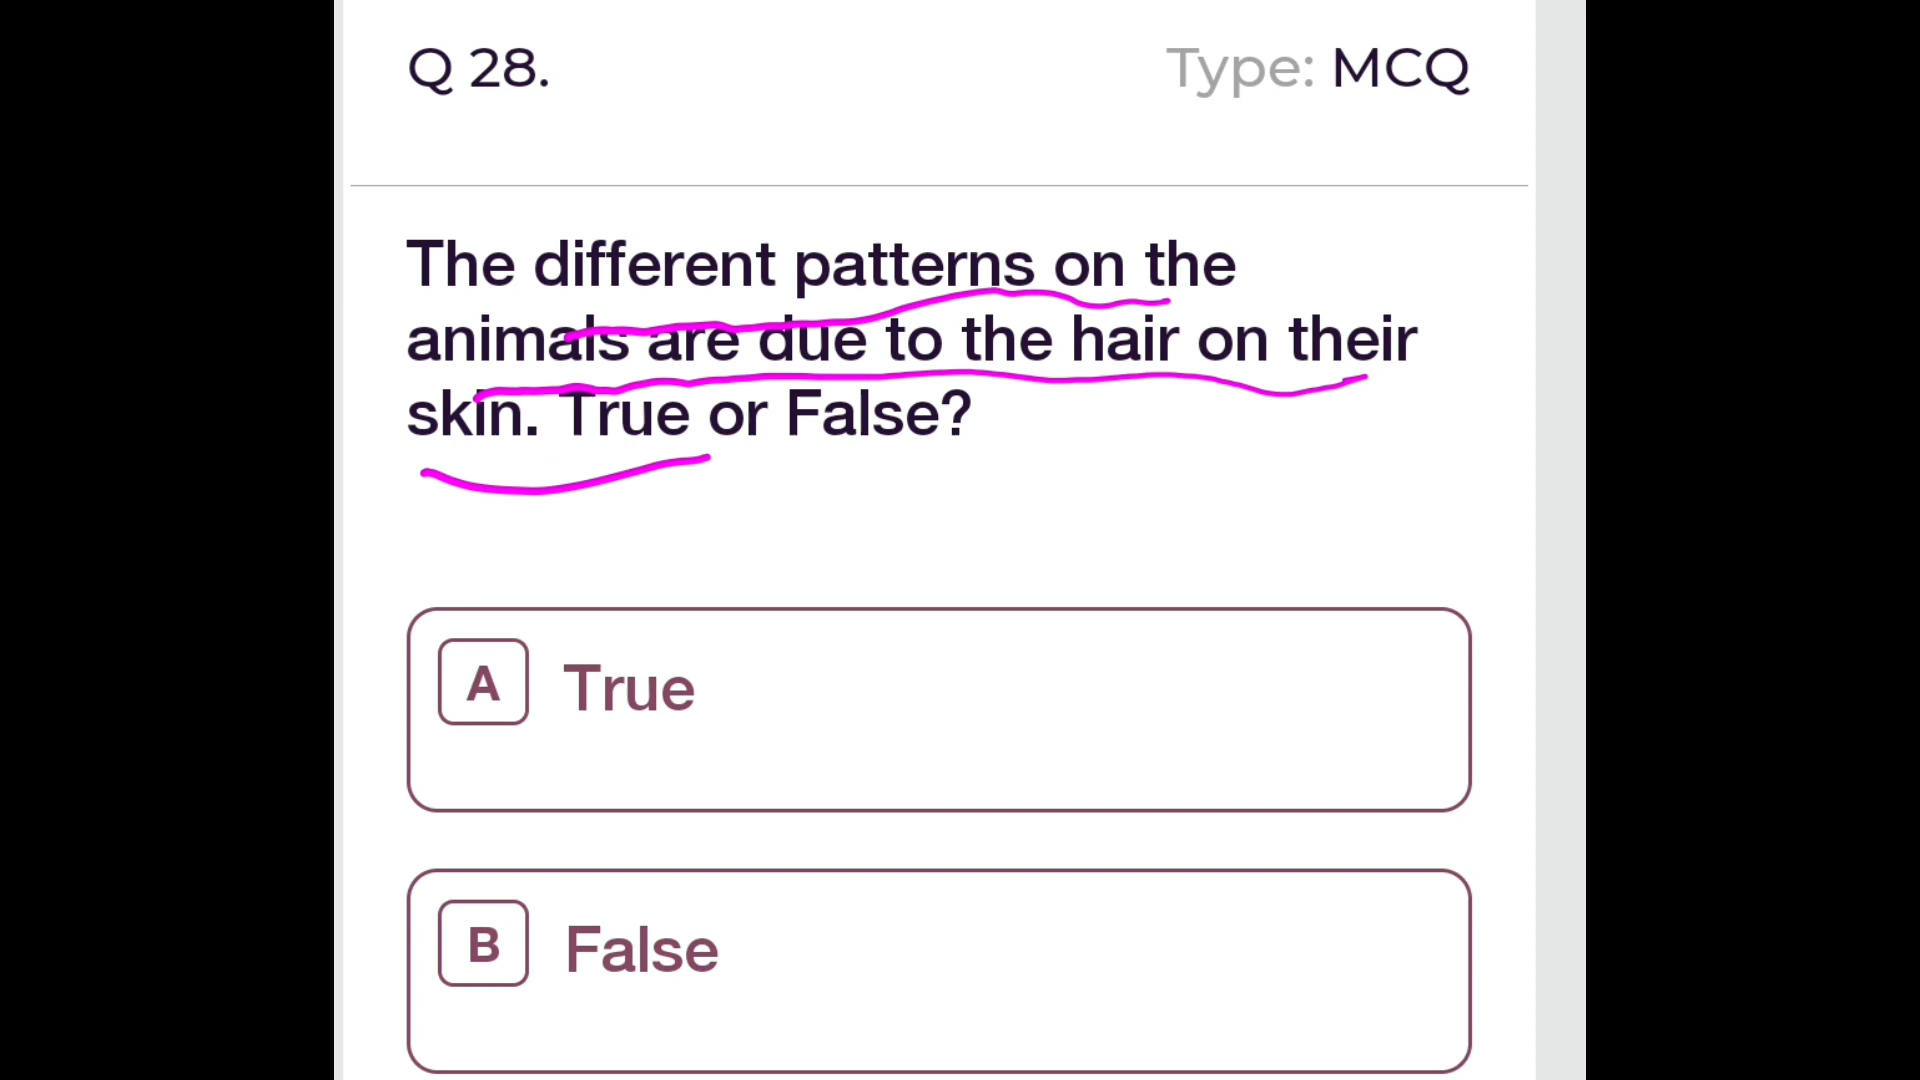 Q 28.
Type: MCQ
The different patterns on the
animals are due to the hair on their
skin. True or False?
A True
B False